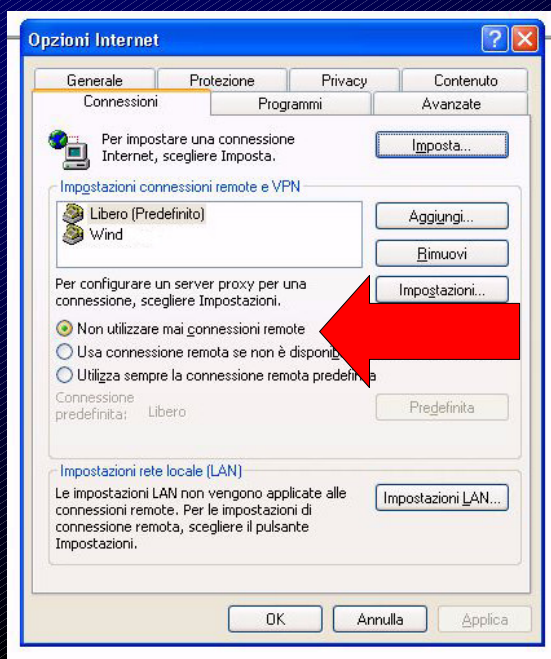 Opzioni Internet
Generale
Protezione
Privacy
Contenuto
Connessioni
Programmi
Avanzate
Per impostare una connessione
Internet, scegliere Imposta.
Imposta...
Impostazioni connessioni remote e VPN
Libero (Predefinito)
Wind
Aggiungi...
Rimuovi
Per configurare un server proxy per una
connessione, scegliere Impostazioni.
Impostazioni...
Non utilizzare mai connessioni remote
Usa connessione remota se non è
Utilizza sempre la connessione remota predefinita
Connessione
predefinita: Libero
Predefinita
Impostazioni rete locale (LAN)
Le impostazioni LAN non vengono applicate alle
connessioni remote. Per le impostazioni di
connessione remota, scegliere il pulsante
Impostazioni.
Impostazioni LAN...
OK
Annulla
Applica